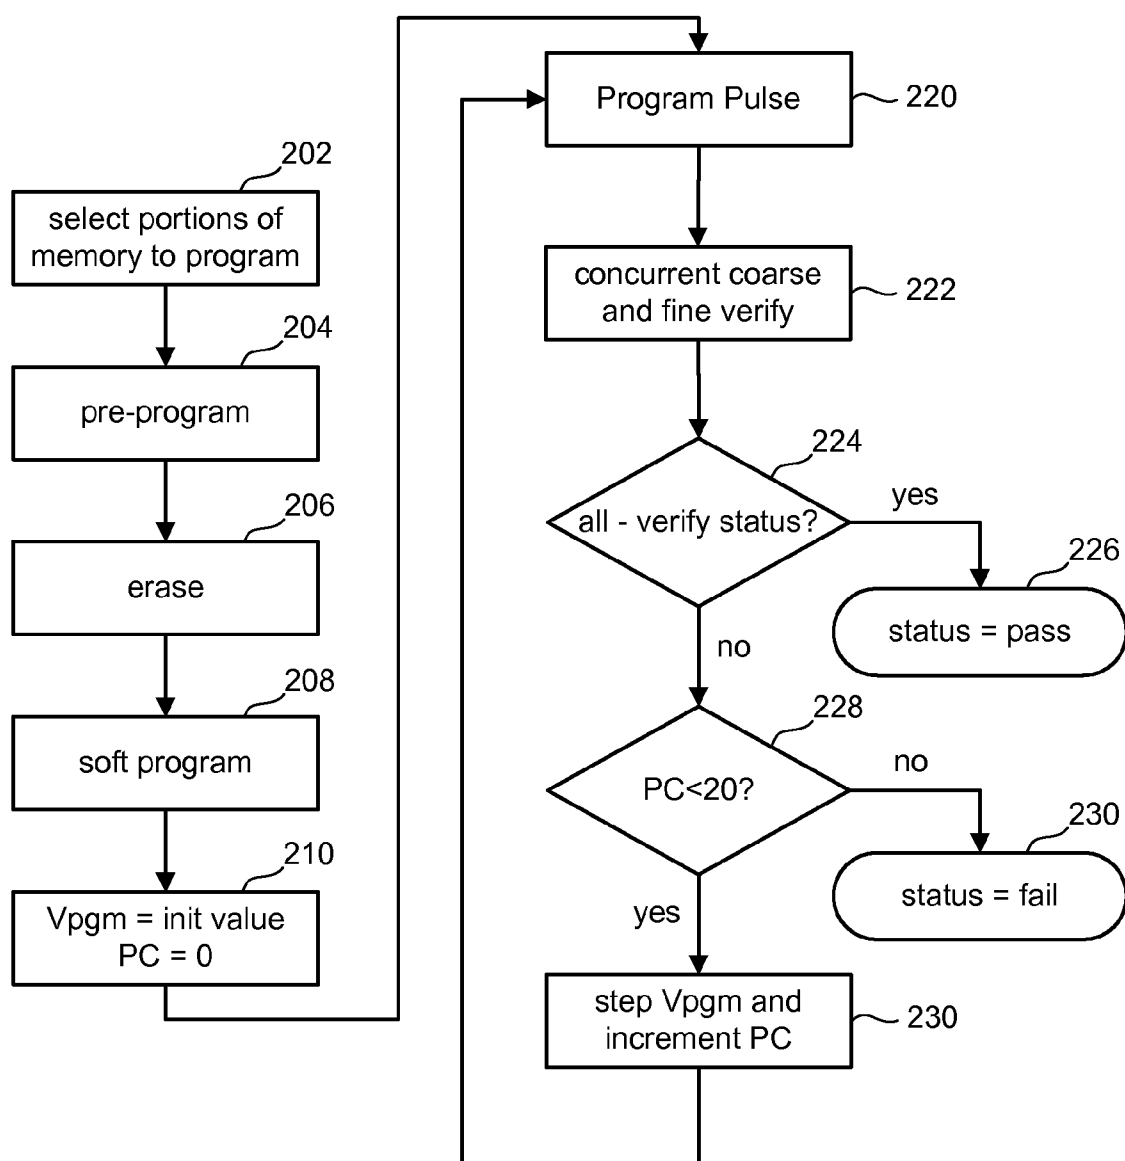 202
select portions of
memory to program
204
pre-program
206
erase
208
soft program
210
Vpgm = init value
PC = 0
Program Pulse
220
concurrent coarse
and fine verify
222
224
all - verify status?
yes
226
status = pass
no
228
PC<20?
no
230
status = fail
yes
step Vpgm and
increment PC
230